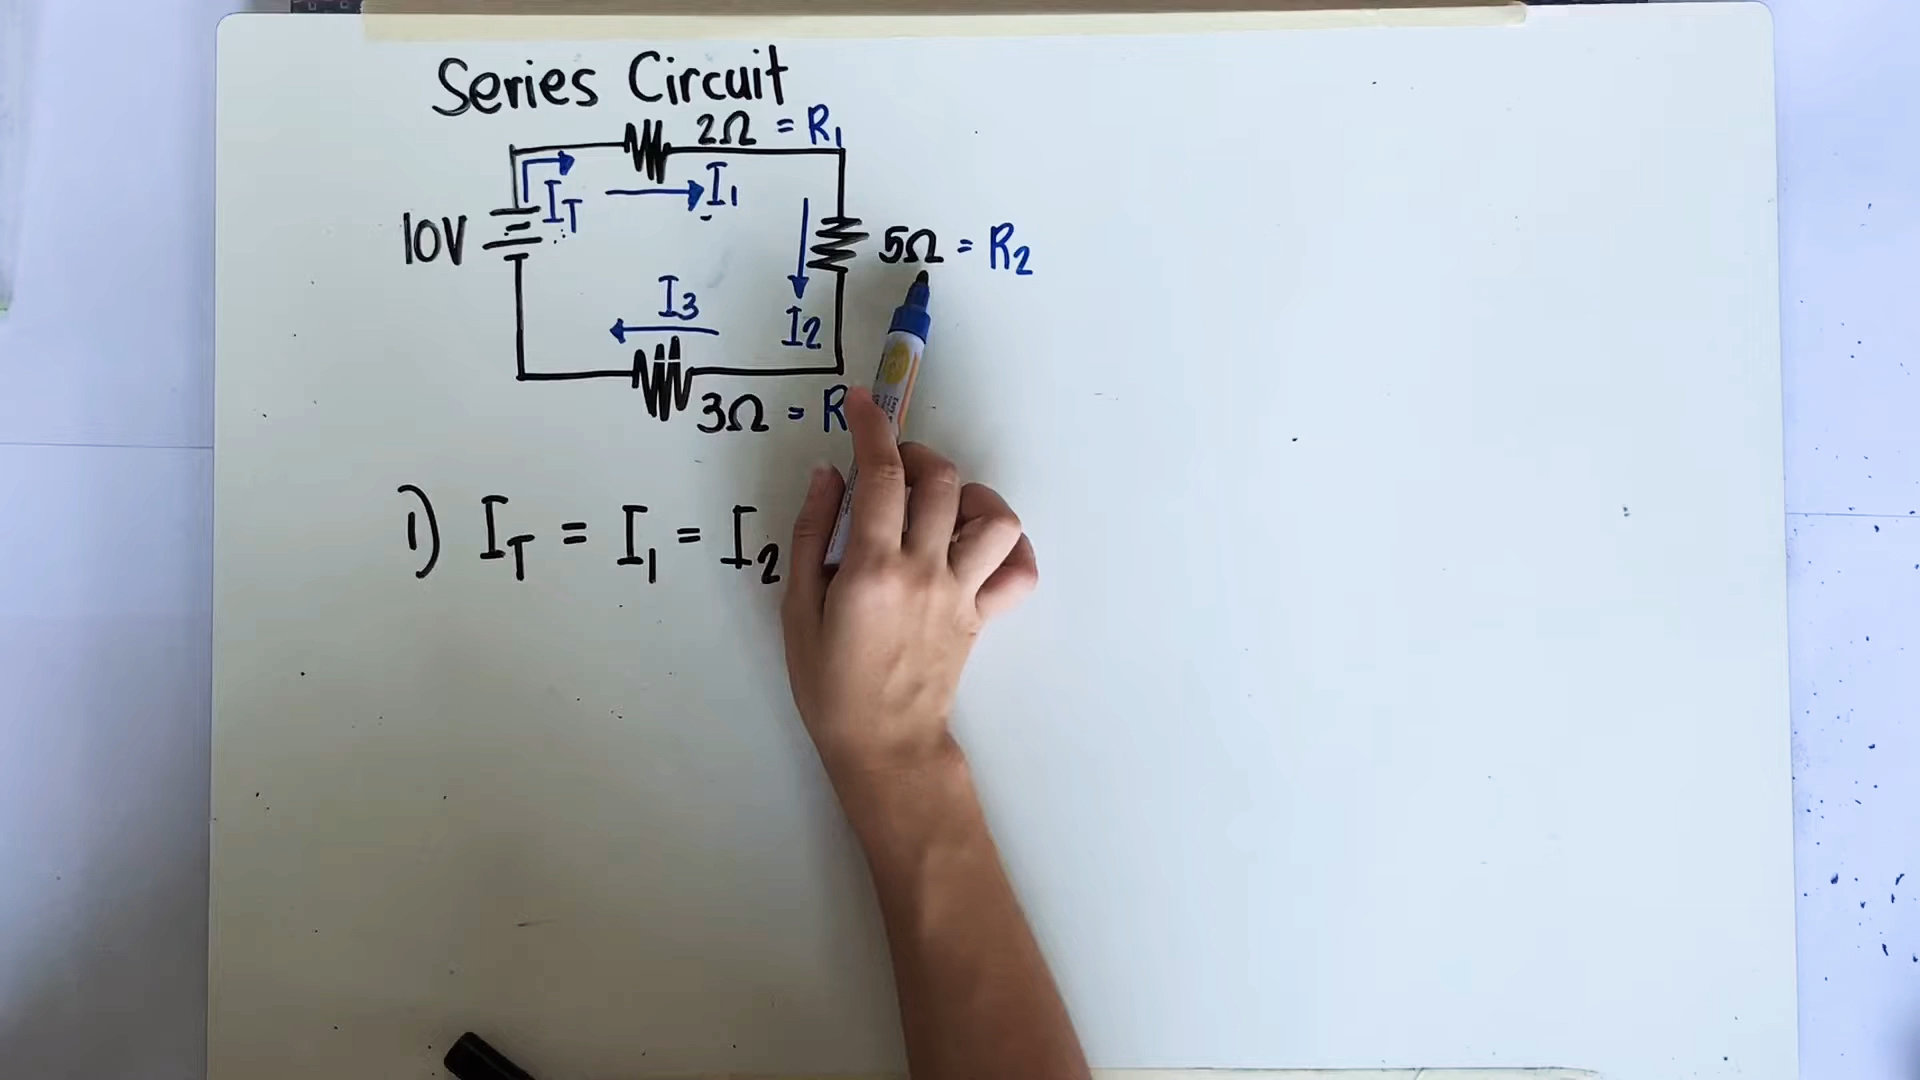 Series Circuit
2Ω = R1
IT
I1
10V
5Ω = R2
I3
I2
3Ω = R
1) IT = I1 = I2